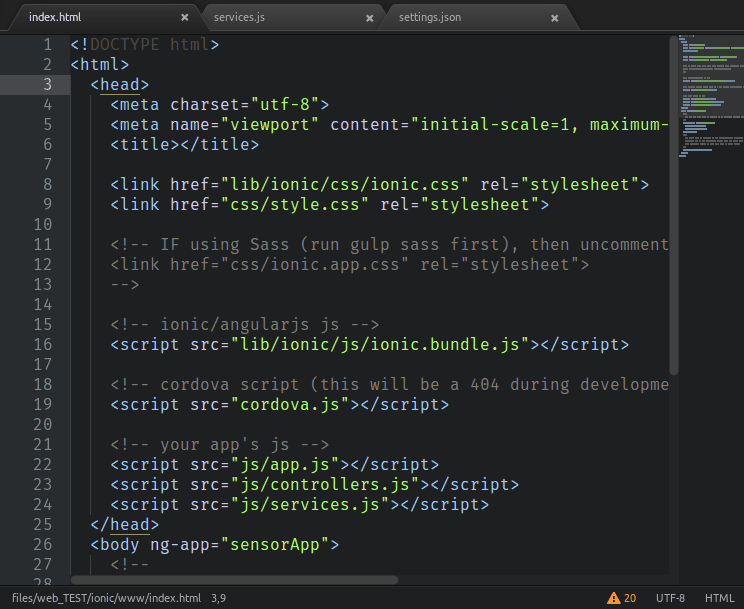 index.html × services.js × settings.json ×
1 <!DOCTYPE html>
2 <html>
3 <head>
4 <meta charset="utf-8">
5 <meta name="viewport" content="initial-scale=1, maximum-
6 <title></title>
7
8 <link href="lib/ionic/css/ionic.css" rel="stylesheet">
9 <link href="css/style.css" rel="stylesheet">
10
11 <!-- IF using Sass (run gulp sass first), then uncomment
12 <link href="css/ionic.app.css" rel="stylesheet">
13 -->
14
15 <!-- ionic/angularjs js -->
16 <script src="lib/ionic/js/ionic.bundle.js"></script>
17
18 <!-- cordova script (this will be a 404 during developme
19 <script src="cordova.js"></script>
20
21 <!-- your app's js -->
22 <script src="js/app.js"></script>
23 <script src="js/controllers.js"></script>
24 <script src="js/services.js"></script>
25 </head>
26 <body ng-app="sensorApp">
27 <!--
28
files/web_TEST/ionic/www/index.html 3,9 20 UTF-8 HTML